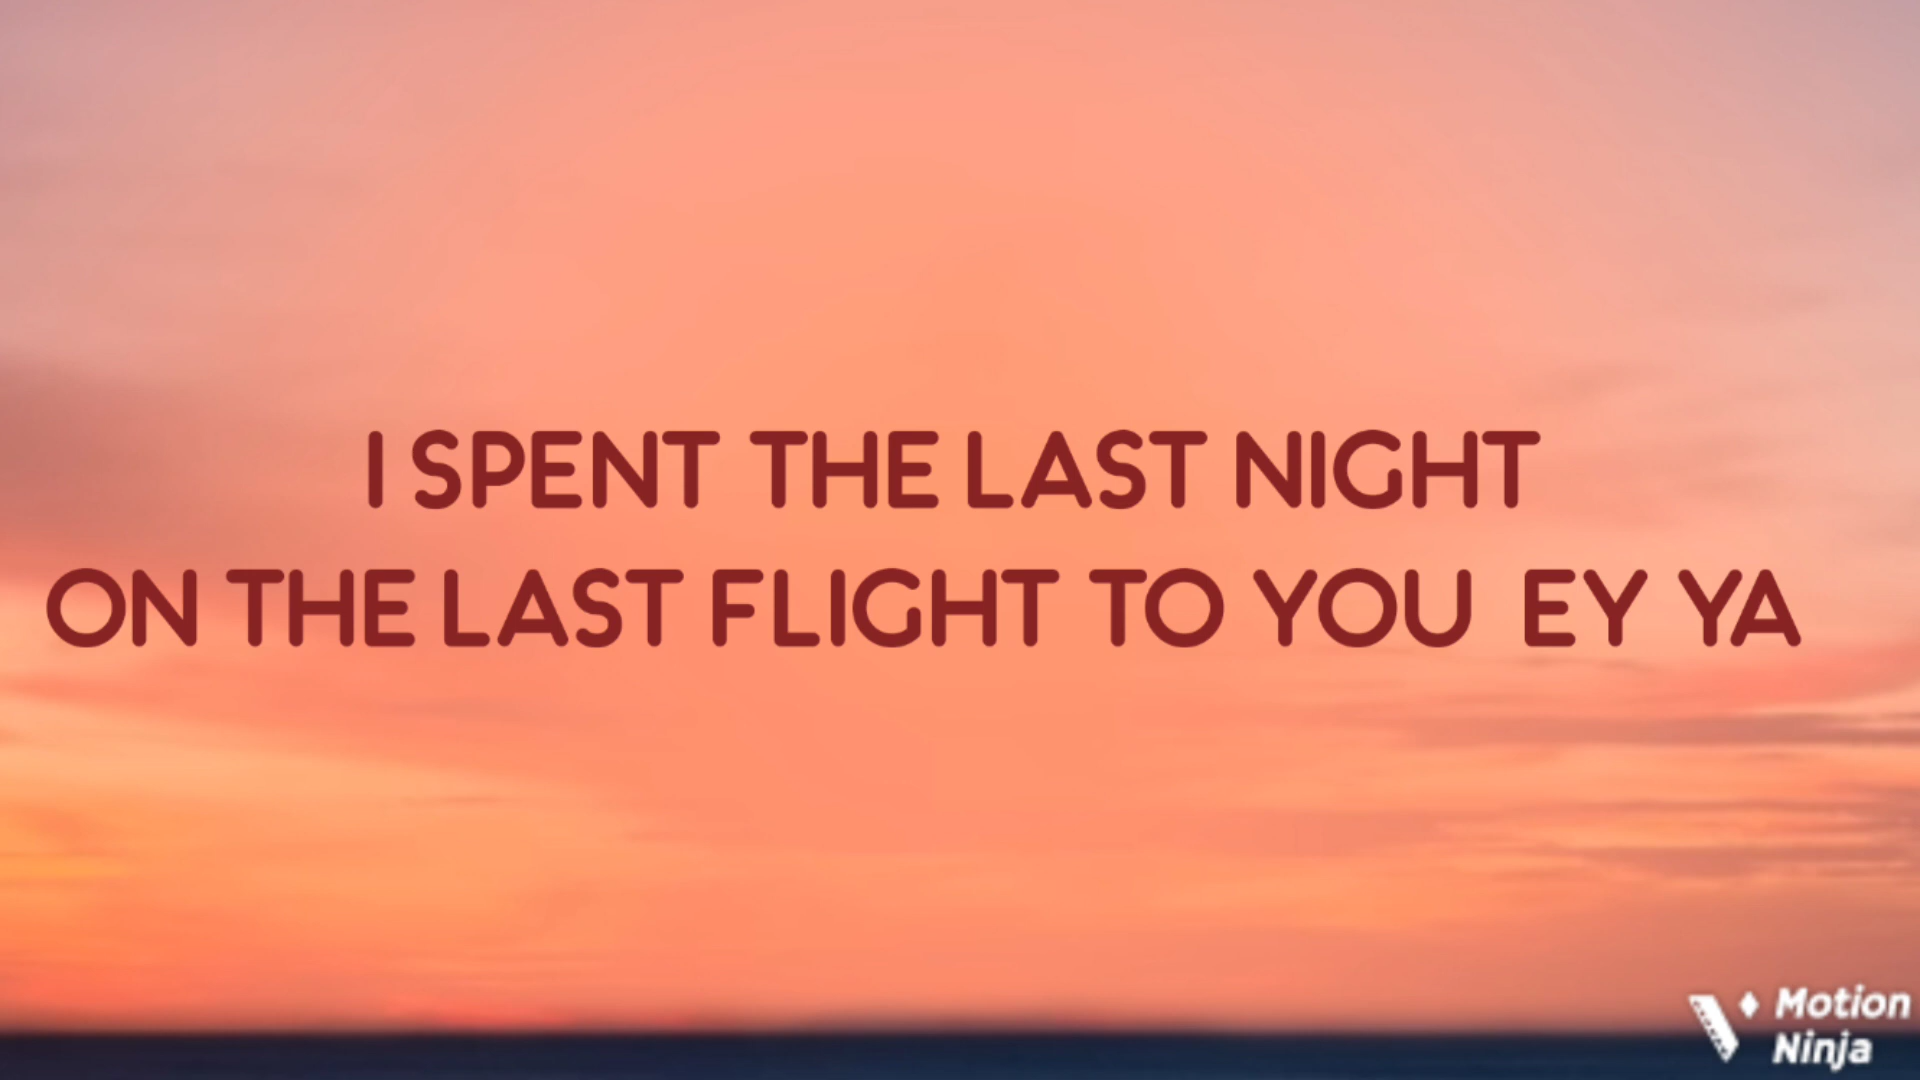 I SPENT THE LAST NIGHT
ON THE LAST FLIGHT TO YOU EY YA
Motion
Ninja